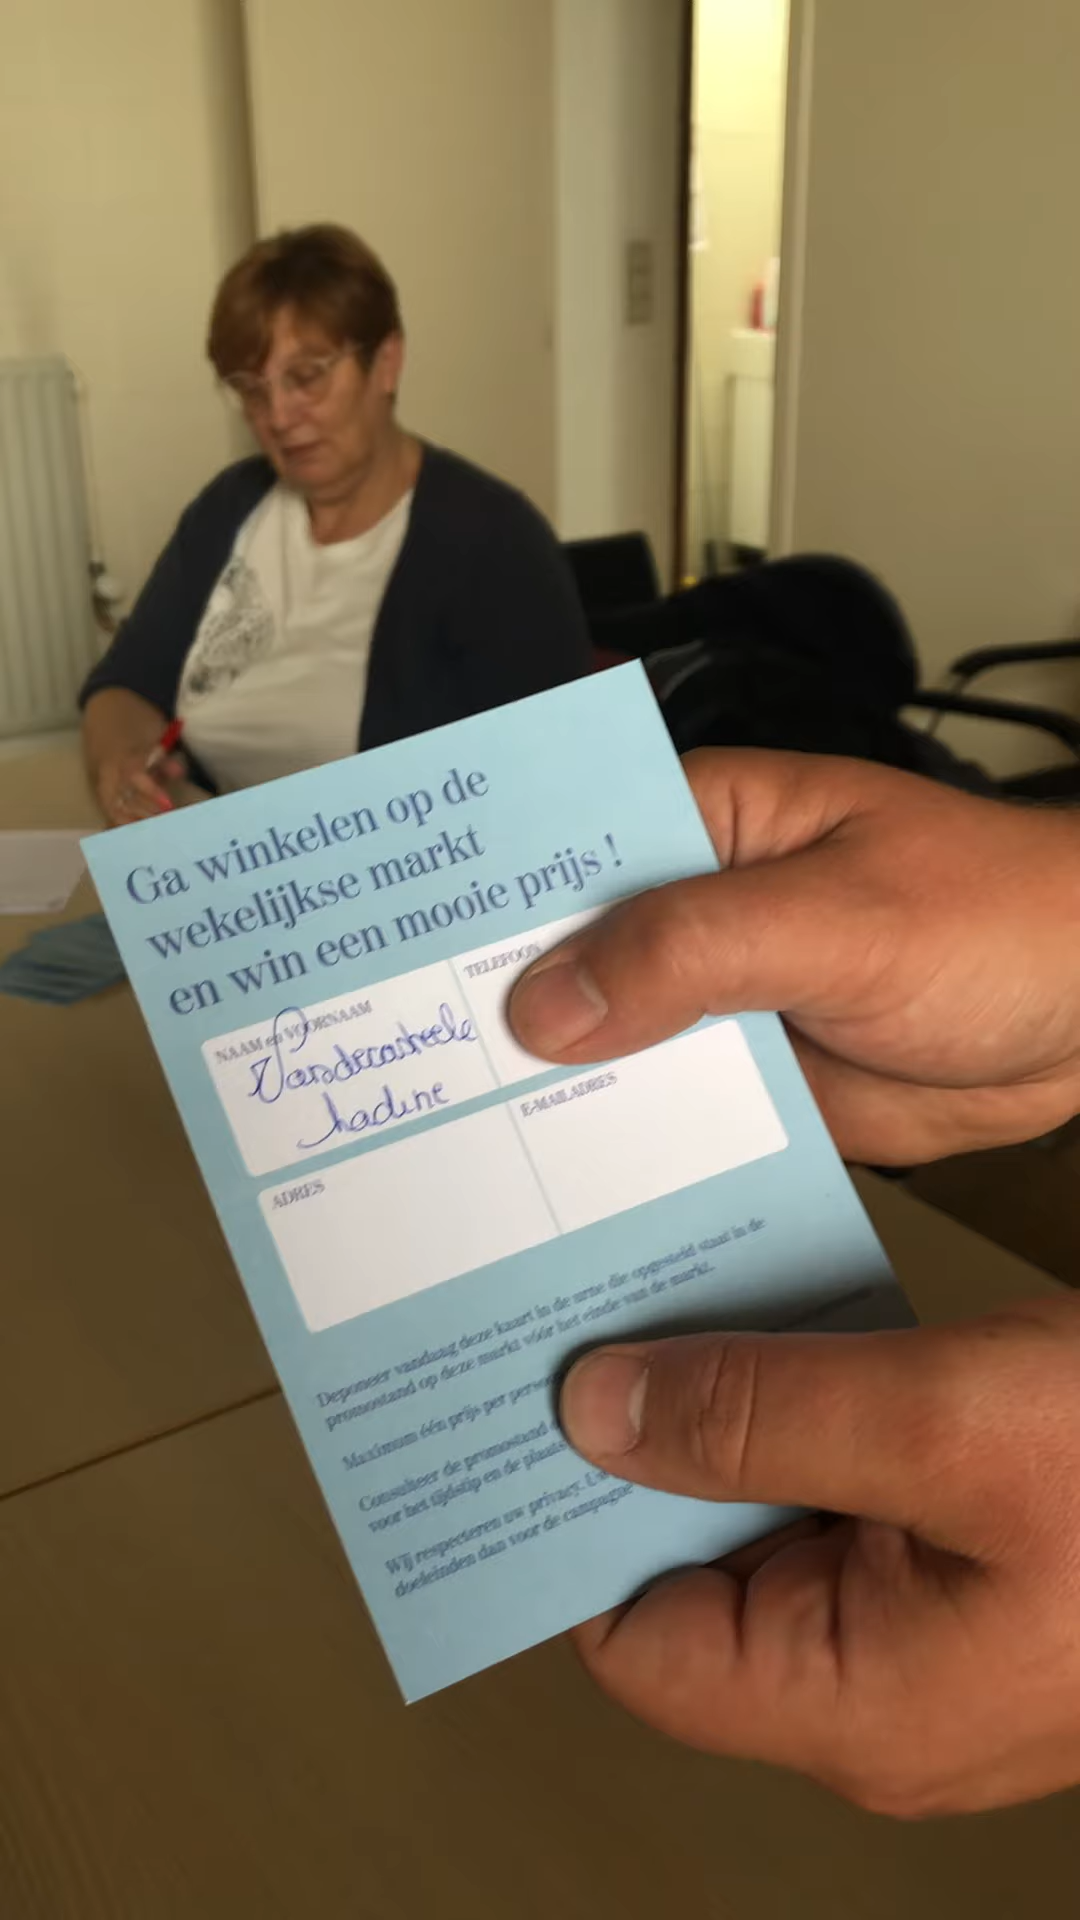 Ga winkelen op de
wekelijkse markt
en win een mooie prijs !
NAAM en VOORNAAM
TELEFOON
Vandecasteele
Nadine
ADRES
E-MAILADRES
Deponeer vandaag deze kaart in de urne die opgesteld staat in de
promostand op deze markt vóór het einde van de markt.
Maximum één prijs per
Consulteer de promostand
voor het tijdstip en de plaats
Wij respecteren uw privacy.
doeleinden dan voor de campagne